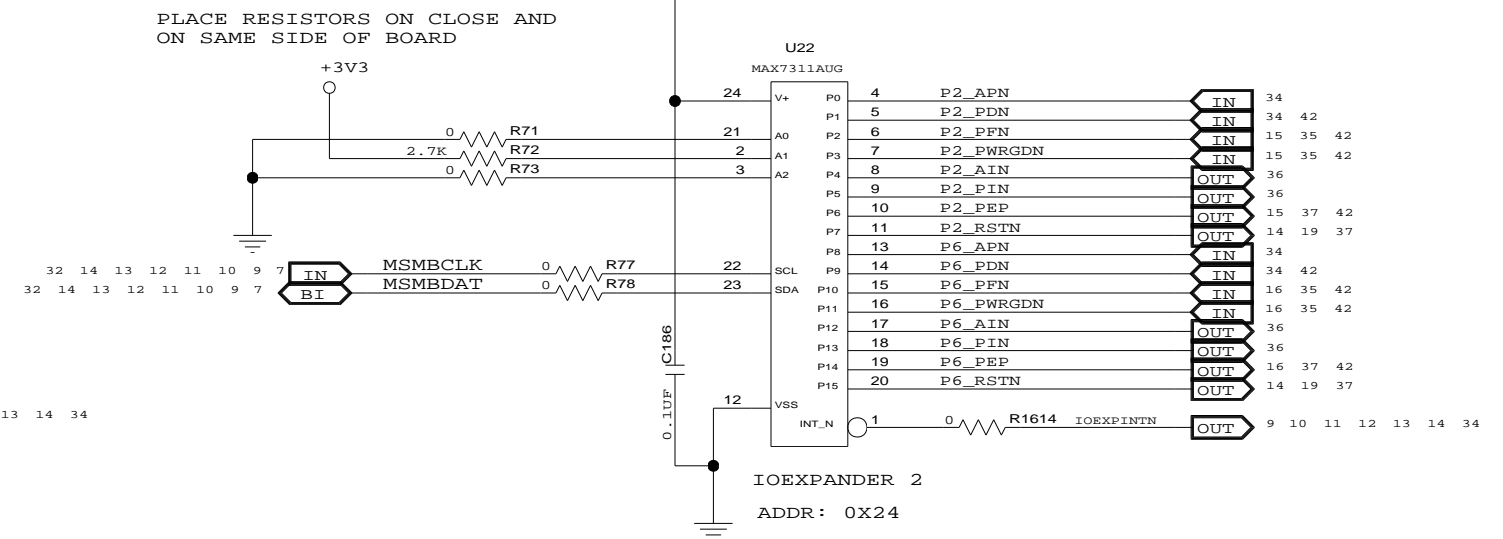 PLACE RESISTORS ON CLOSE AND
ON SAME SIDE OF BOARD
+3V3
U22
MAX7311AUG
24 V+ P0 4 P2_APN IN 34
P1 5 P2_PDN IN 34 42
0 R71 21 A0 P2 6 P2_PFN IN 15 35 42
2.7K R72 2 A1 P3 7 P2_PWRGDN IN 15 35 42
0 R73 3 A2 P4 8 P2_AIN OUT 36
P5 9 P2_PIN OUT 36
P6 10 P2_PEP OUT 15 37 42
P7 11 P2_RSTN OUT 14 19 37
P8 13 P6_APN IN 34
32 14 13 12 11 10 9 7 IN MSMBCLK 0 R77 22 SCL P9 14 P6_PDN IN 34 42
32 14 13 12 11 10 9 7 BI MSMBDAT 0 R78 23 SDA P10 15 P6_PFN IN 16 35 42
P11 16 P6_PWRGDN IN 16 35 42
P12 17 P6_AIN OUT 36
P13 18 P6_PIN OUT 36
C186 P14 19 P6_PEP OUT 16 37 42
P15 20 P6_RSTN OUT 14 19 37
0.1UF 12 VSS
13 14 34
INT_N 1 0 R1614 IOEXPINTN OUT 9 10 11 12 13 14 34
IOEXPANDER 2
ADDR: 0X24